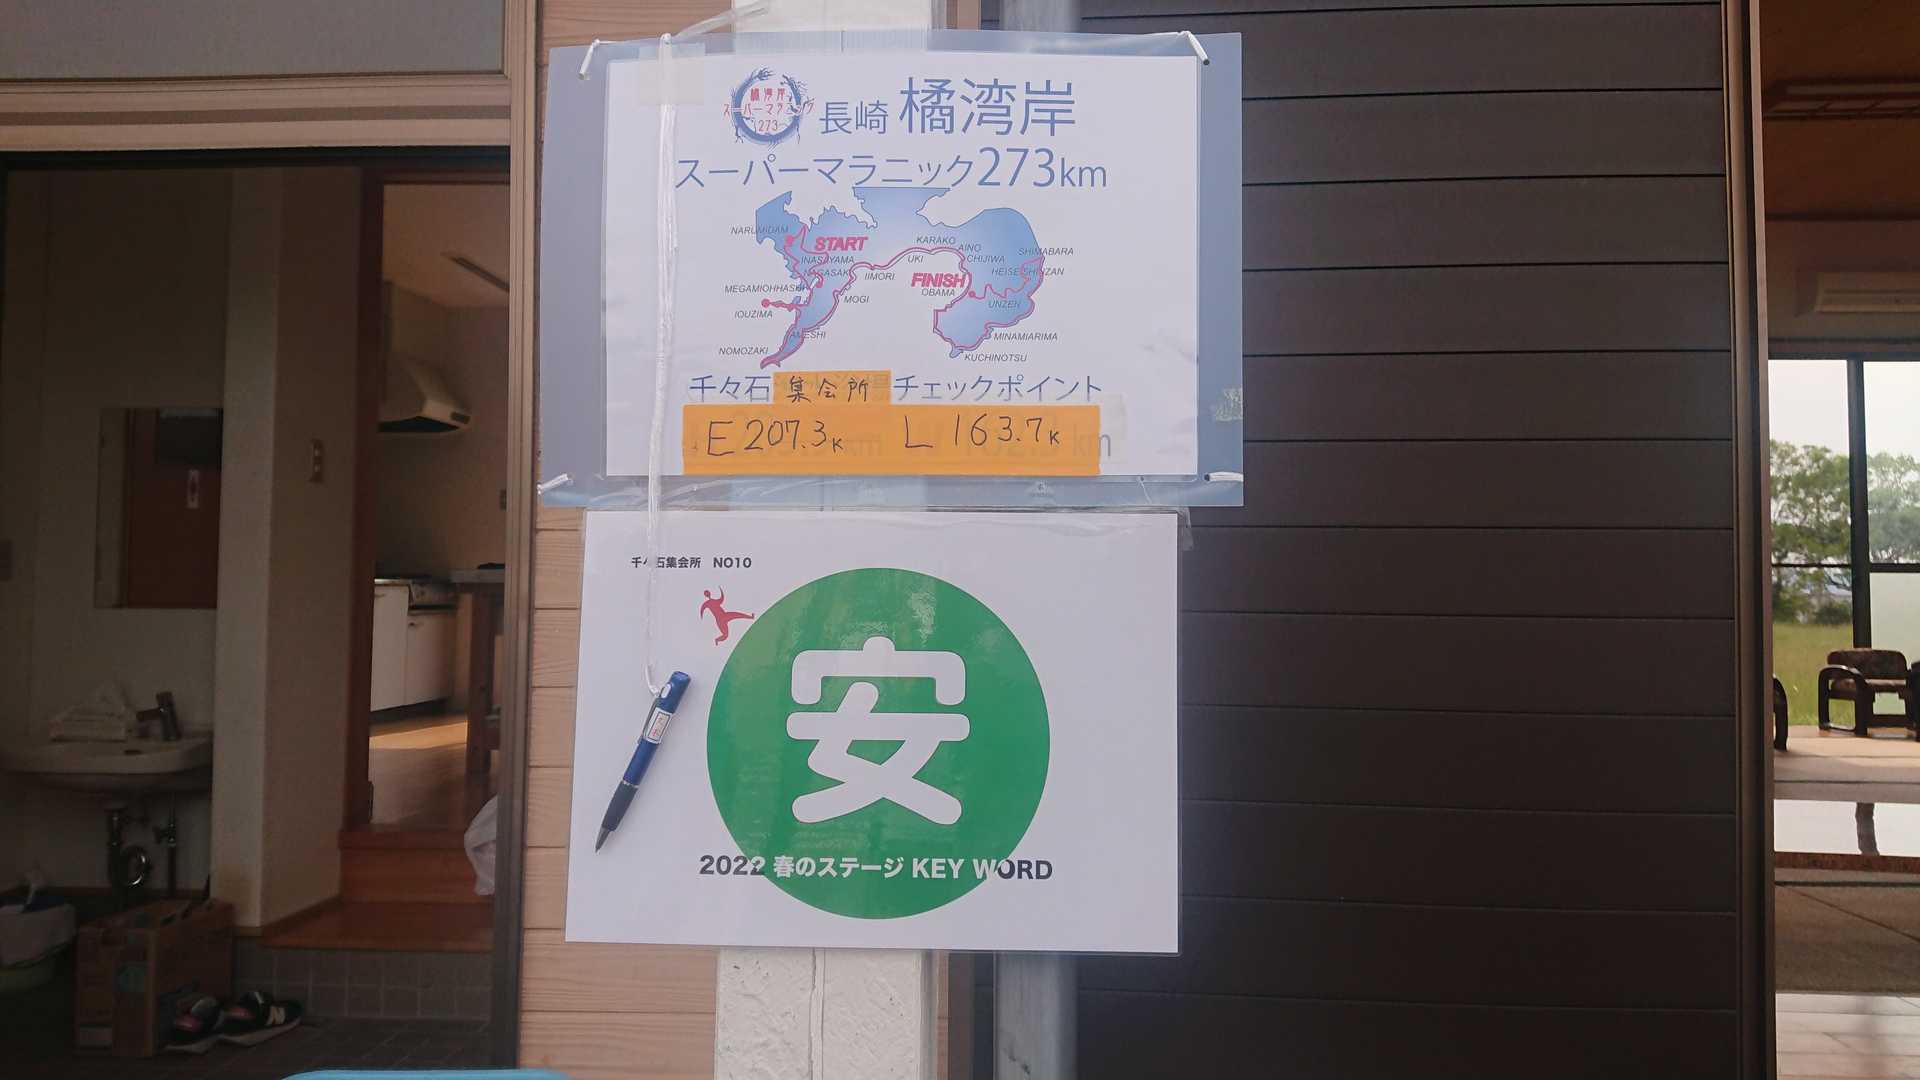 橘湾岸
スーパーマラニック
273
長崎 橘湾岸
スーパーマラニック273km
NARUMIDAM
START
INASAYAMA
NAGASAKI
MEGAMIOHHASHI
IOUZIMA
NOMOZAKI
MOGI
IIMORI
KARAKO
UKI
AINO
CHIJIWA
SHIMABARA
HEISEISHINZAN
FINISH
OBAMA
UNZEN
MINAMIARIMA
KUCHINOTSU
千々石 集会所 チェックポイント
E 207.3K L 163.7K
千々石集会所 NO10
安
2022 春のステージ KEY WORD